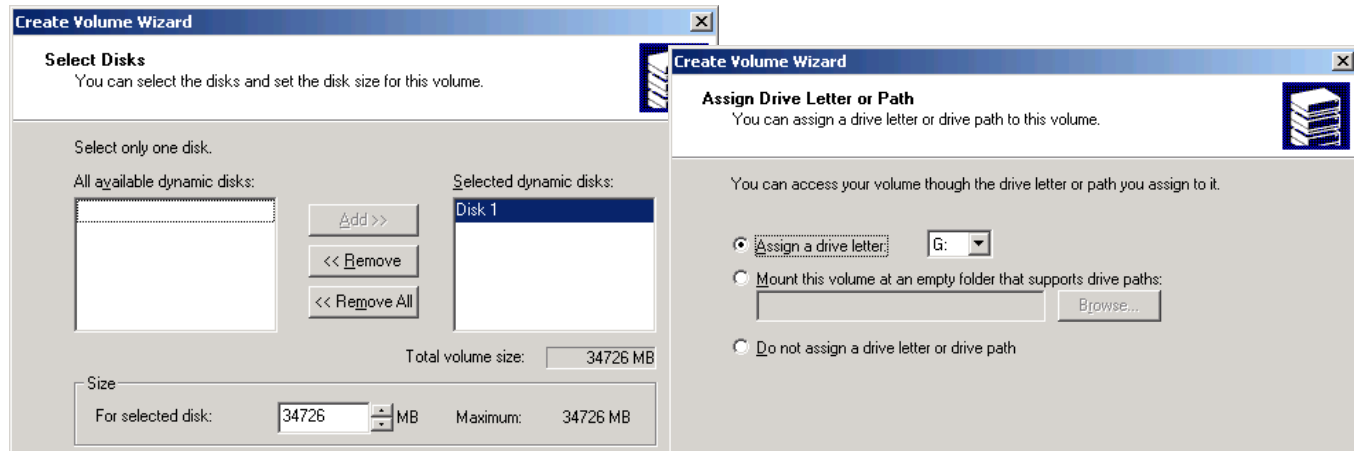 Create Volume Wizard
Select Disks
You can select the disks and set the disk size for this volume.
Select only one disk.
All available dynamic disks:
Selected dynamic disks:
Disk 1
Add >>
<< Remove
<< Remove All
Total volume size: 34726 MB
Size
For selected disk: 34726 MB Maximum: 34726 MB
Create Volume Wizard
Assign Drive Letter or Path
You can assign a drive letter or drive path to this volume.
You can access your volume though the drive letter or path you assign to it.
Assign a drive letter: G:
Mount this volume at an empty folder that supports drive paths:
Browse...
Do not assign a drive letter or drive path